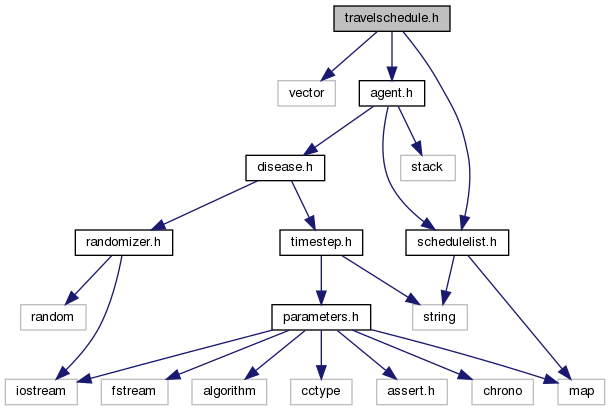 travelschedule.h
vector
agent.h
disease.h
stack
randomizer.h
timestep.h
schedulelist.h
random
parameters.h
string
iostream
fstream
algorithm
cctype
assert.h
chrono
map